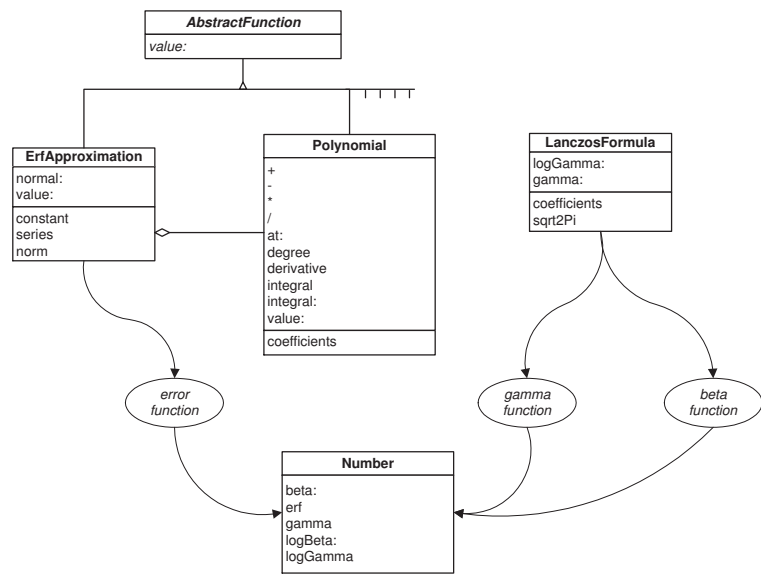 AbstractFunction
value:
ErfApproximation
normal:
value:
constant
series
norm
Polynomial
+
-
*
/
at:
degree
derivative
integral
integral:
value:
coefficients
LanczosFormula
logGamma:
gamma:
coefficients
sqrt2Pi
error
function
gamma
function
beta
function
Number
beta:
erf
gamma
logBeta:
logGamma